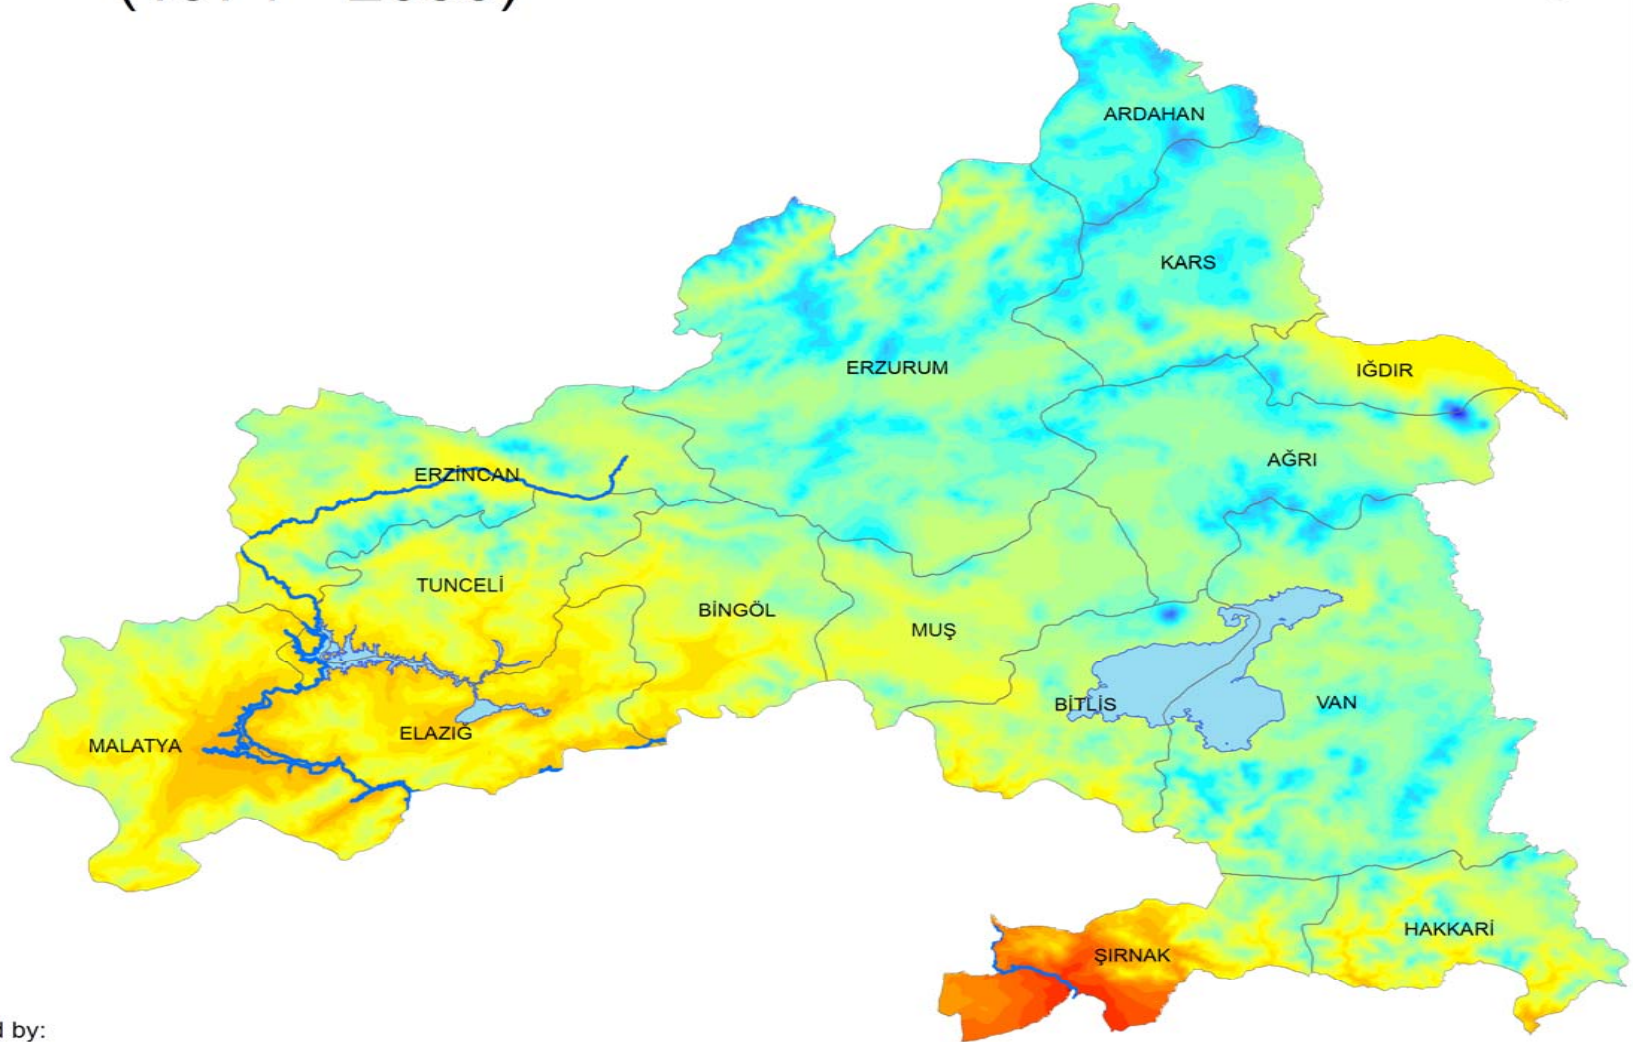 ARDAHAN
KARS
ERZURUM
IĞDIR
AĞRI
ERZİNCAN
TUNCELİ
BİNGÖL
MUŞ
BİTLİS
VAN
ELAZIĞ
MALATYA
HAKKARİ
ŞIRNAK
by: